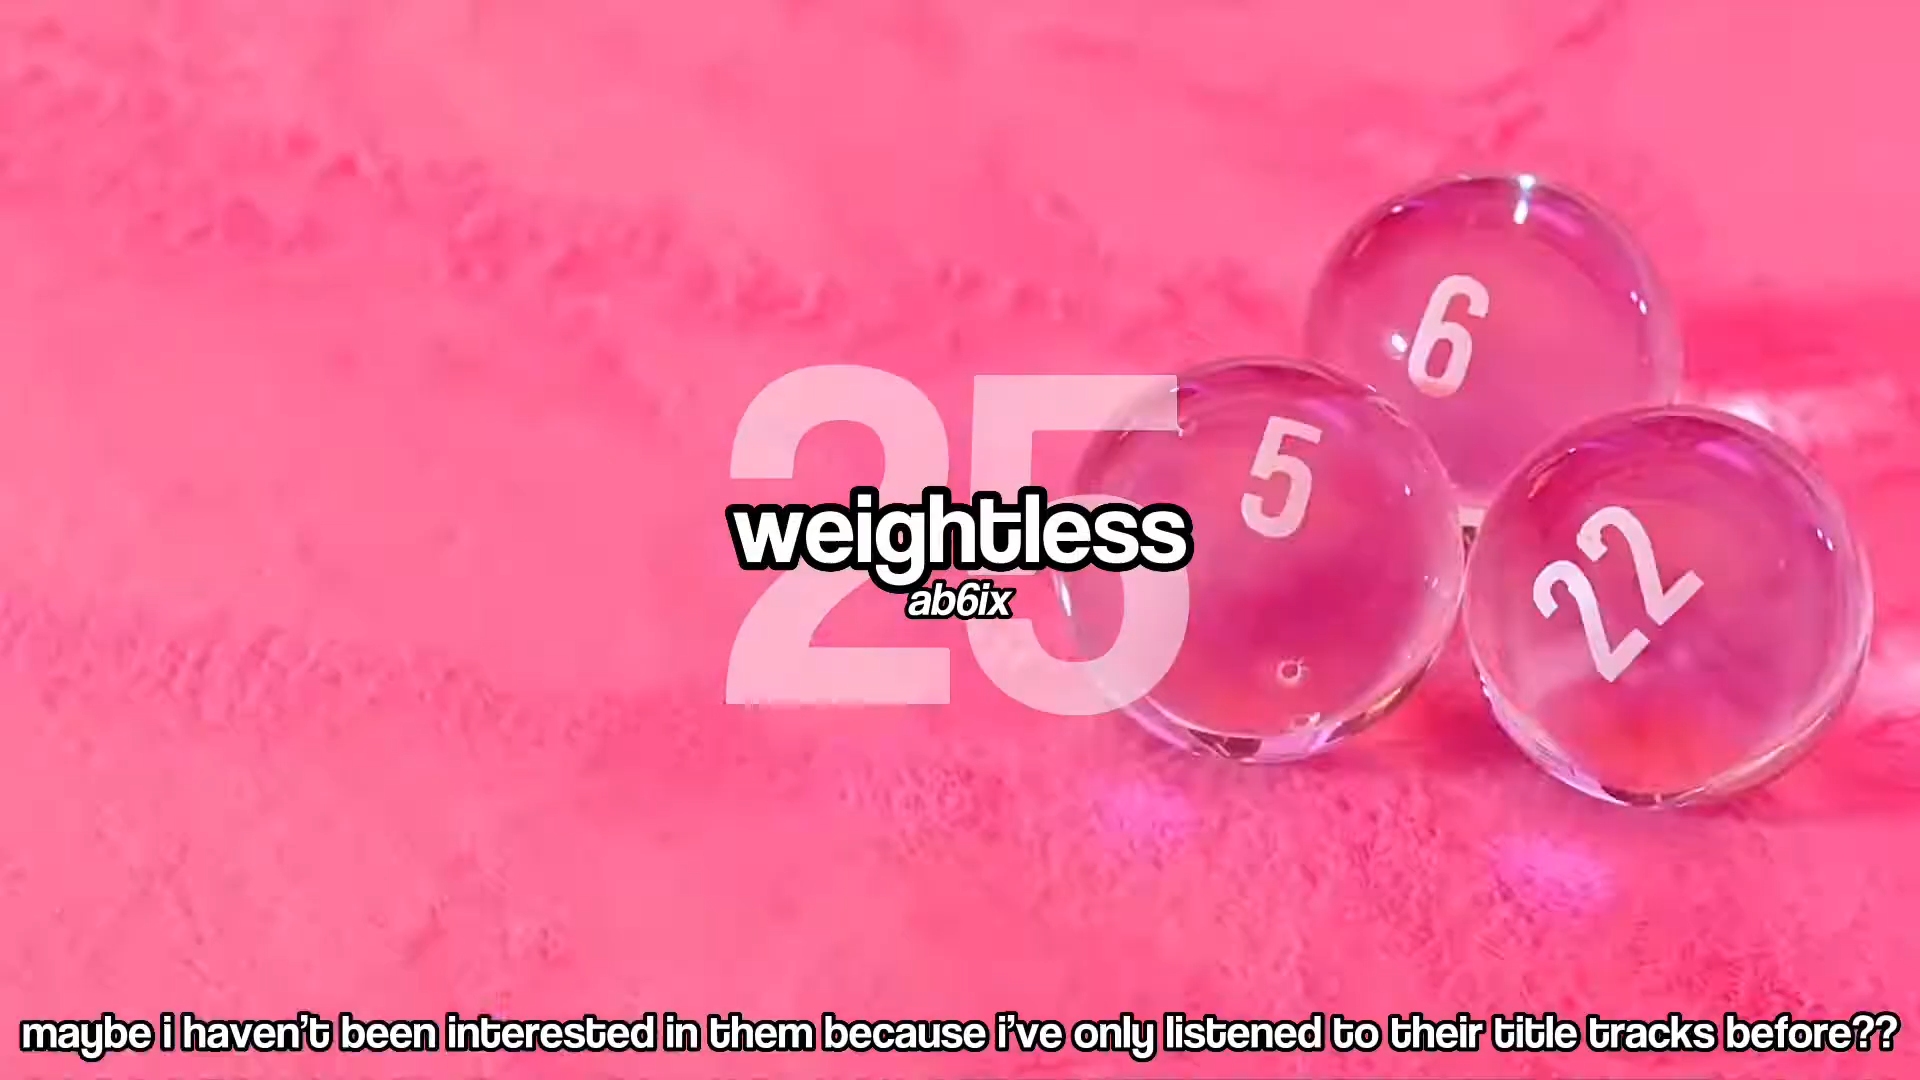 6
5
22
25
weightless
ab6ix
maybe i haven't been interested in them because i've only listened to their title tracks before??